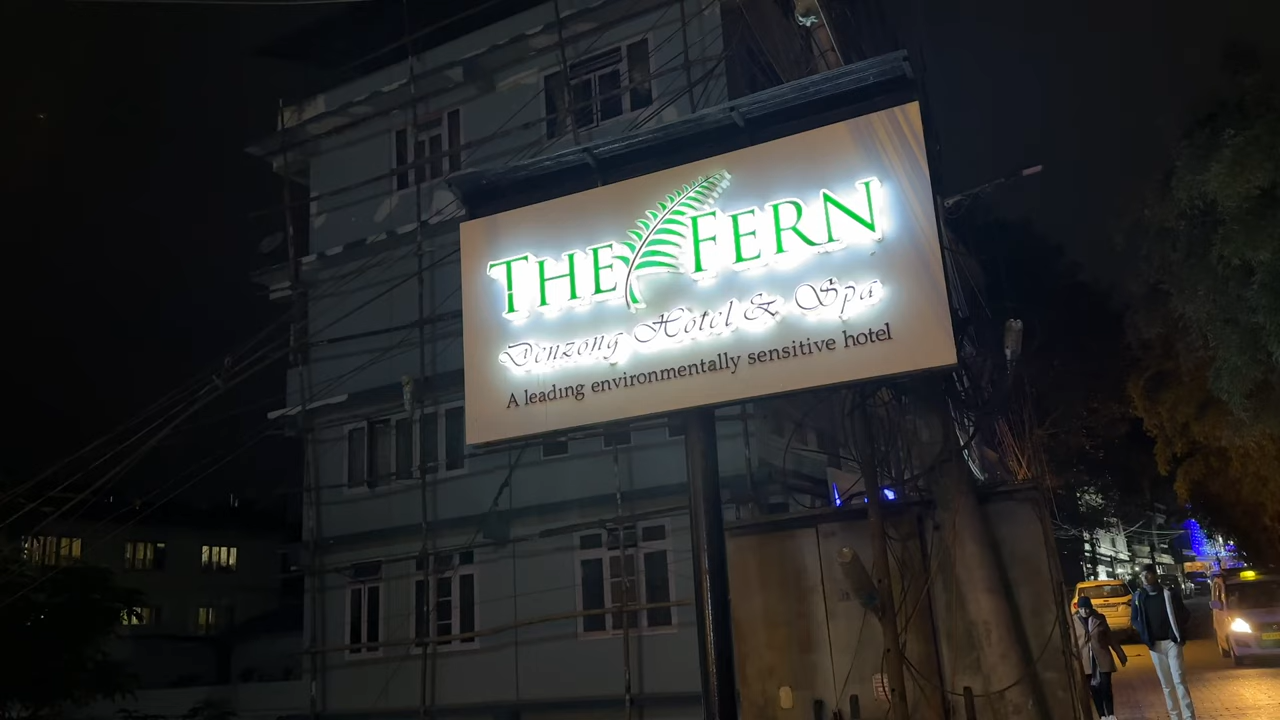 THE FERN
Denzong Hotel & Spa
A leading environmentally sensitive hotel